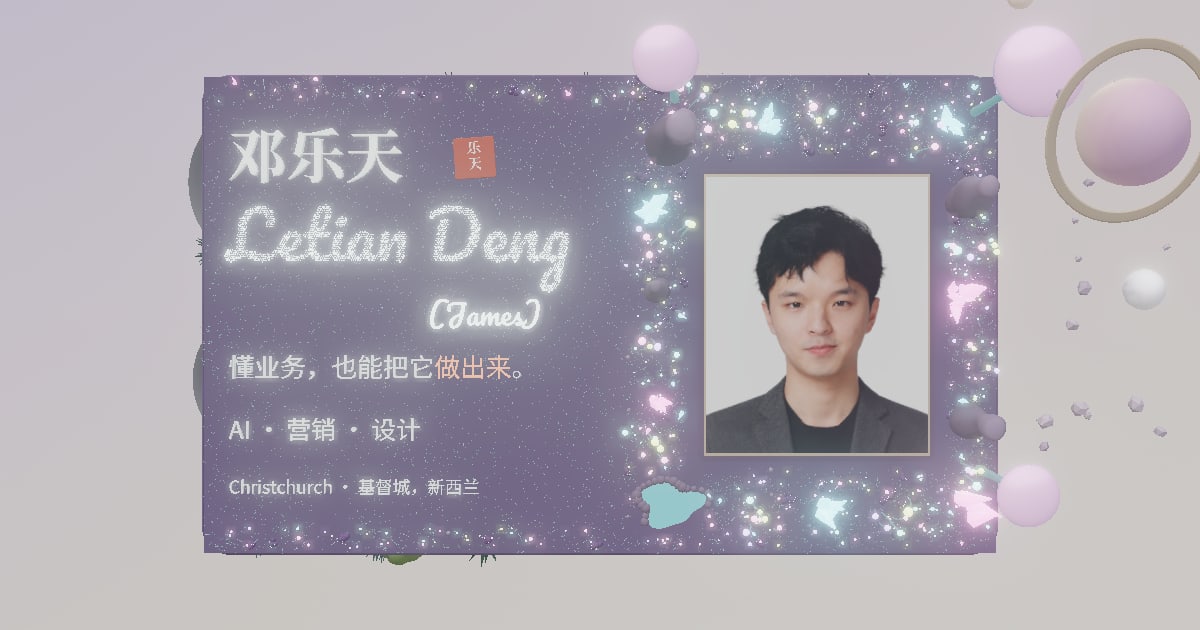 邓乐天
乐天
Letian Deng
(James)
懂业务，也能把它做出来。
AI · 营销 · 设计
Christchurch · 基督城，新西兰